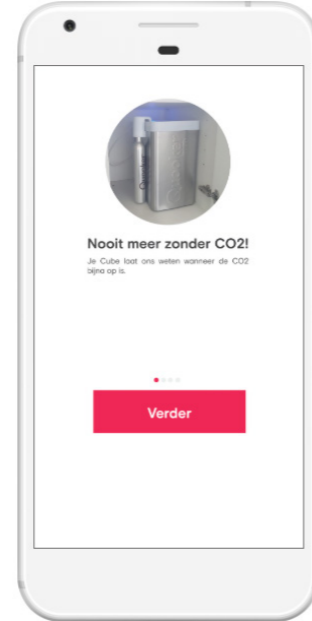 Nooit meer zonder CO2!
Je Cube laat ons weten wanneer de CO2
bijna op is.
Verder